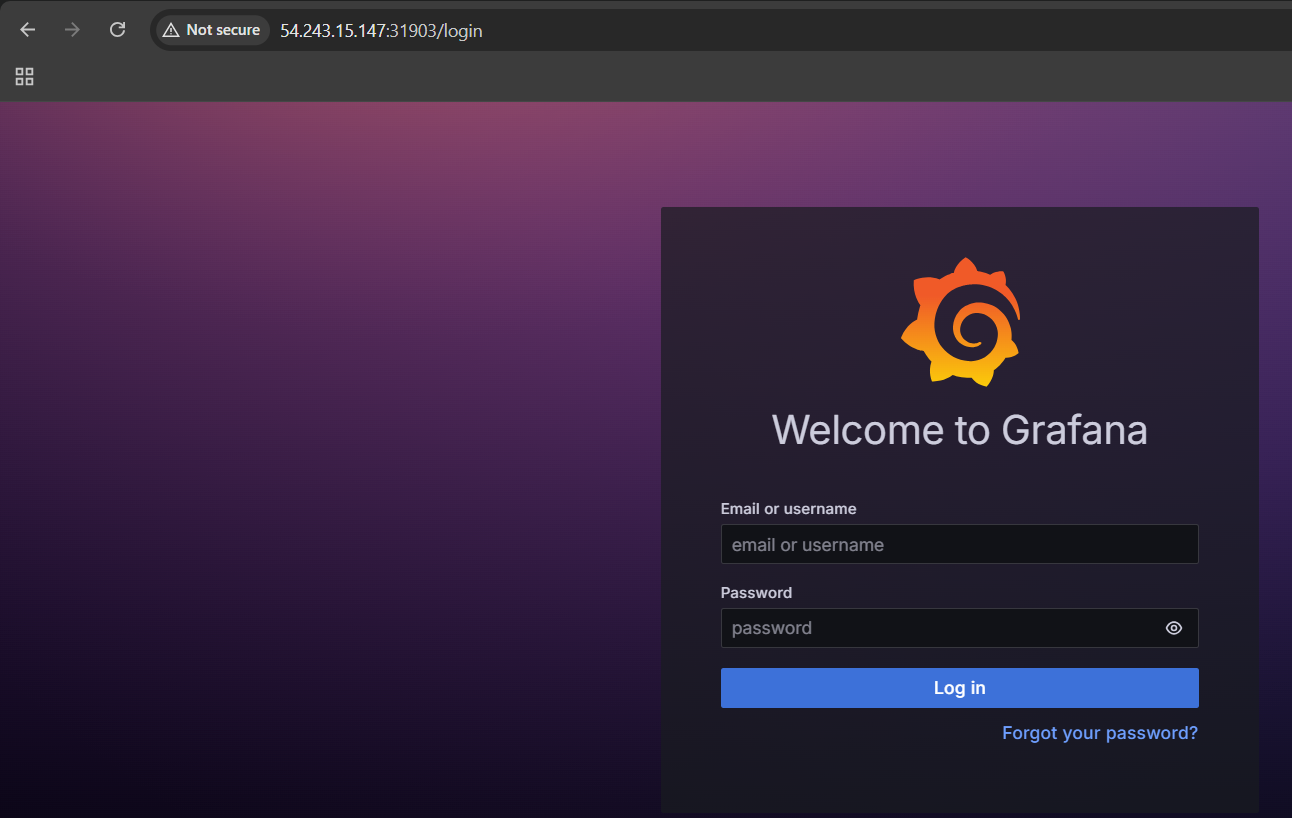 Not secure 54.243.15.147:31903/login
Welcome to Grafana
Email or username
email or username
Password
password
Log in
Forgot your password?